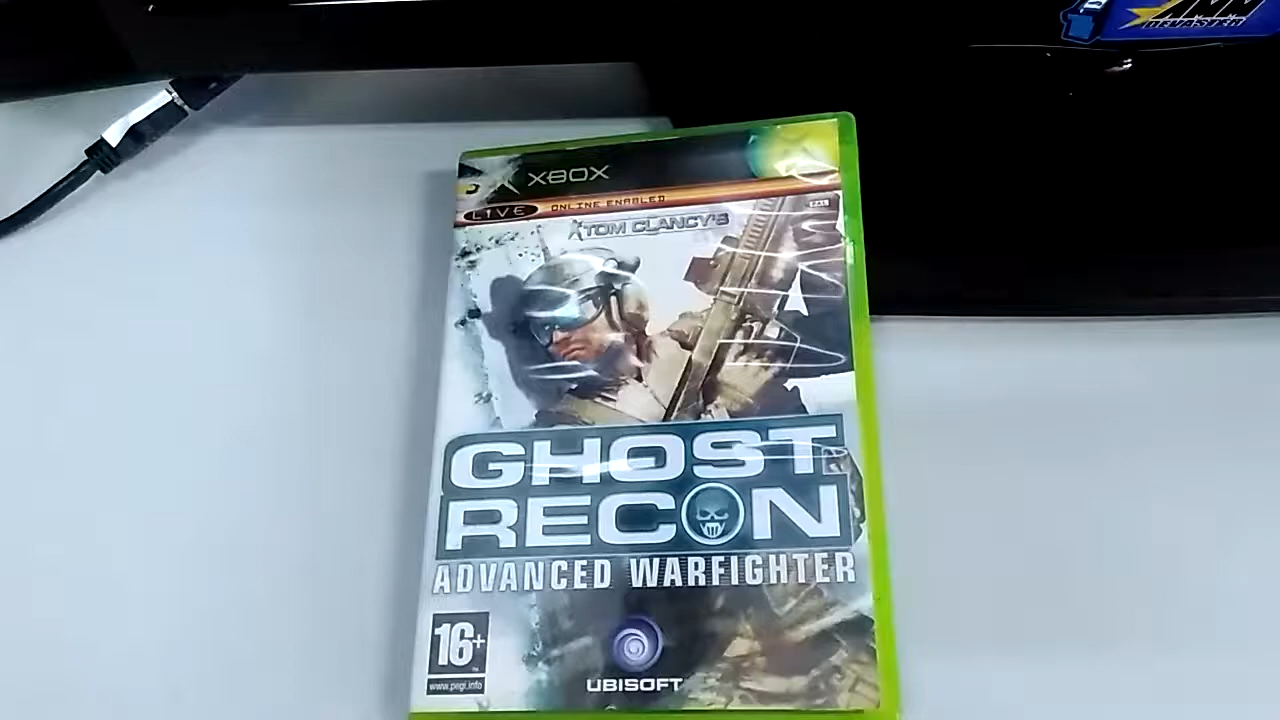 XBOX
LIVE ONLINE ENABLED
TOM CLANCY'S
GHOST
RECON
ADVANCED WARFIGHTER
16+
www.pegi.info
UBISOFT